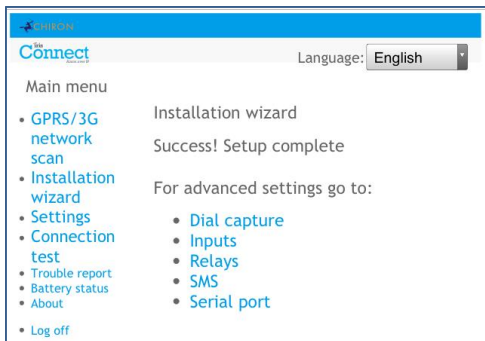 CHIRON
Iris
Connect
Language: English
Main menu
GPRS/3G
network
scan
Installation
wizard
Settings
Connection
test
Trouble report
Battery status
About
Log off
Installation wizard
Success! Setup complete
For advanced settings go to:
Dial capture
Inputs
Relays
SMS
Serial port